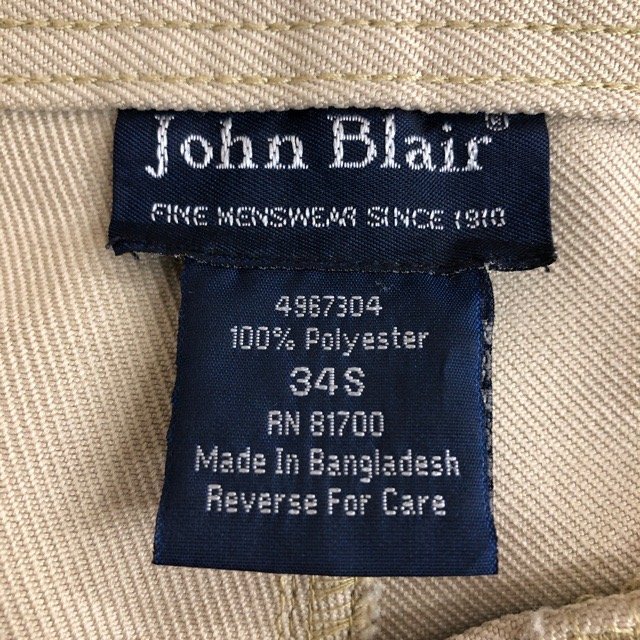 John Blair®
FINE MENSWEAR SINCE 1910
4967304
100% Polyester
34S
RN 81700
Made In Bangladesh
Reverse For Care